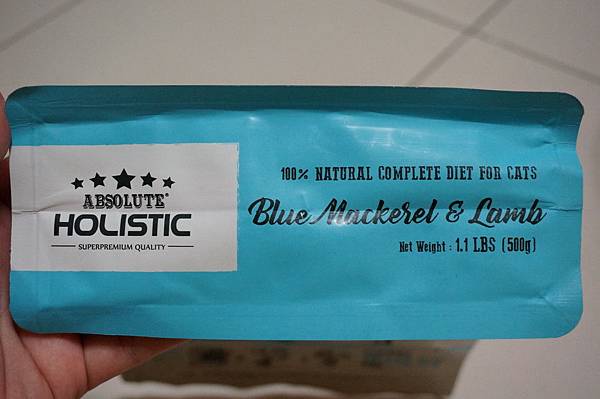 ABSOLUTE®
HOLISTIC
SUPERPREMIUM QUALITY
100% NATURAL COMPLETE DIET FOR CATS
Blue Mackerel & Lamb
Net Weight : 1.1 LBS (500g)